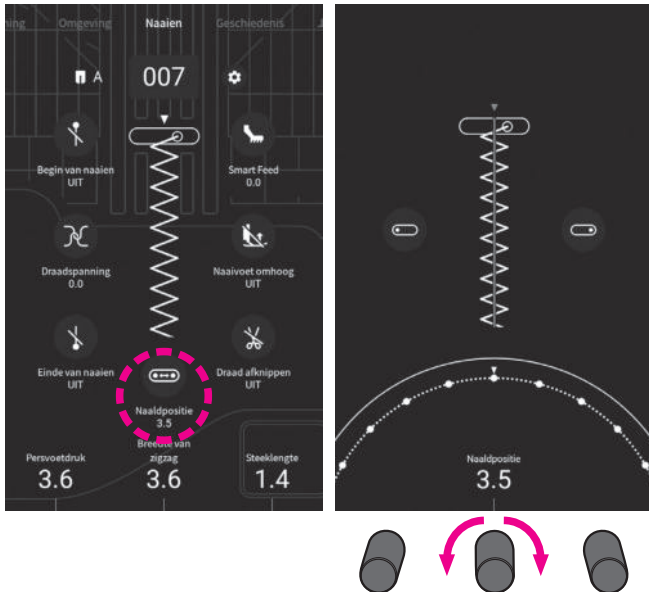 Omgeving
Naaien
Geschiedenis
A
007
Begin van naaien
UIT
Smart Feed
0.0
Draadspanning
0.0
Naaivoet omhoog
UIT
Einde van naaien
UIT
Draad afknippen
UIT
Naaldpositie
3.5
Persvoetdruk
3.6
Breedte van
zigzag
3.6
Steeklengte
1.4
Naaldpositie
3.5